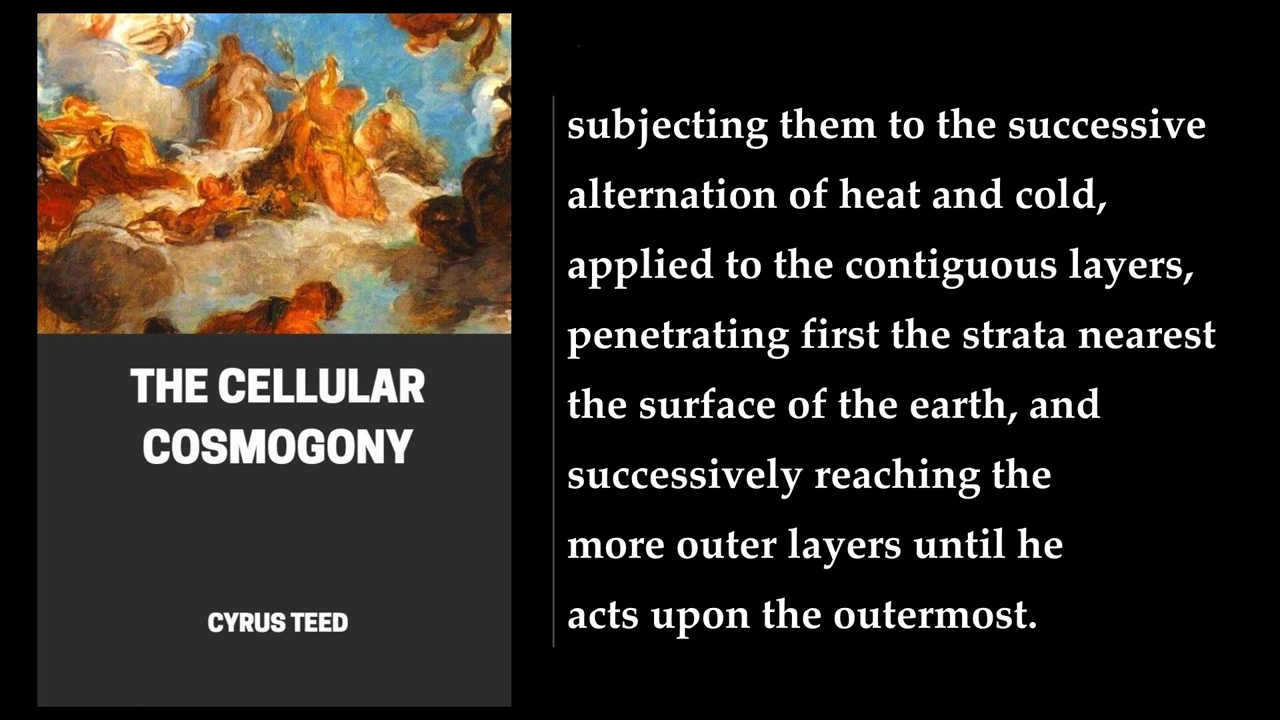 THE CELLULAR
COSMOGONY
CYRUS TEED
subjecting them to the successive
alternation of heat and cold,
applied to the contiguous layers,
penetrating first the strata nearest
the surface of the earth, and
successively reaching the
more outer layers until he
acts upon the outermost.